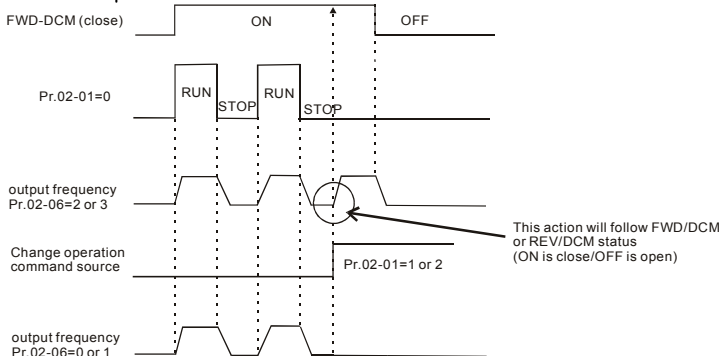 FWD-DCM (close)
ON
OFF
Pr.02-01=0
RUN
STOP
RUN
STOP
output frequency
Pr.02-06=2 or 3
This action will follow FWD/DCM
or REV/DCM status
(ON is close/OFF is open)
Change operation
command source
Pr.02-01=1 or 2
output frequency
Pr.02-06=0 or 1